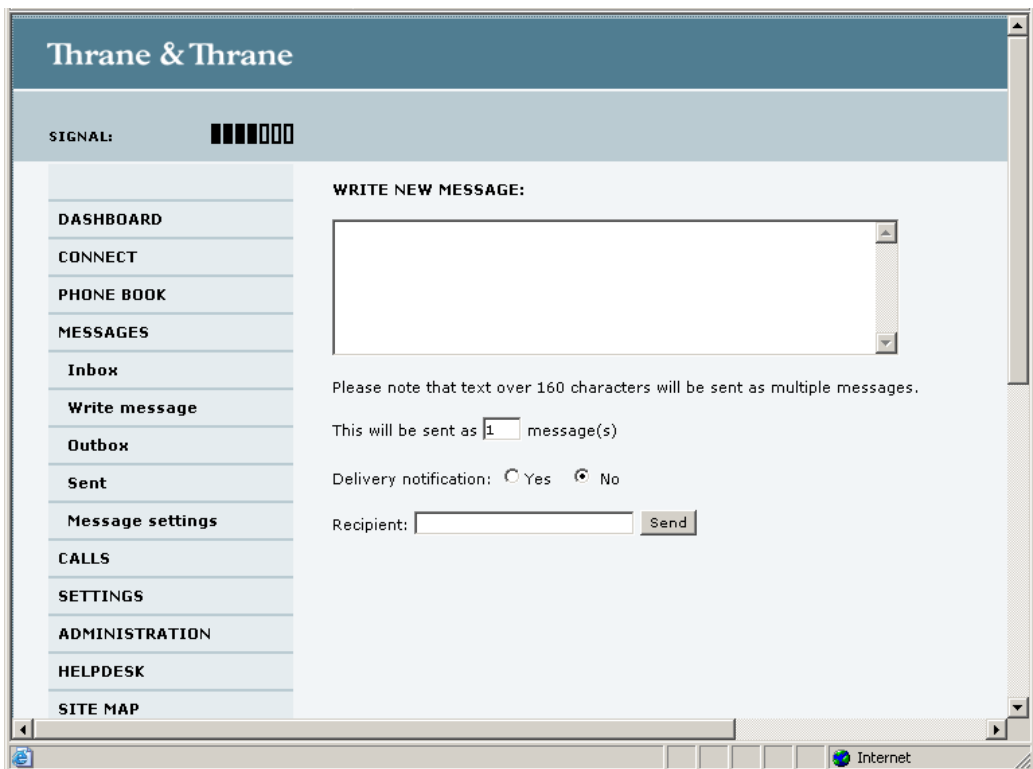 Thrane & Thrane
SIGNAL:
DASHBOARD
CONNECT
PHONE BOOK
MESSAGES
Inbox
Write message
Outbox
Sent
Message settings
CALLS
SETTINGS
ADMINISTRATION
HELPDESK
SITE MAP
WRITE NEW MESSAGE:
Please note that text over 160 characters will be sent as multiple messages.
This will be sent as 1 message(s)
Delivery notification: Yes No
Recipient: Send
Internet